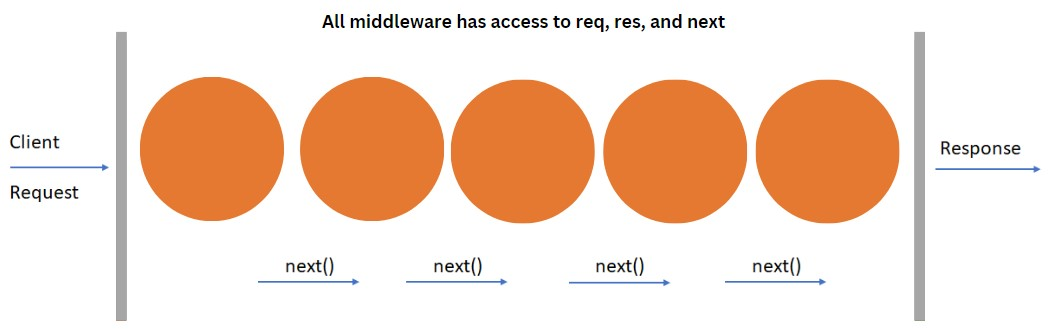 All middleware has access to req, res, and next
Client
Request
Response
next()
next()
next()
next()